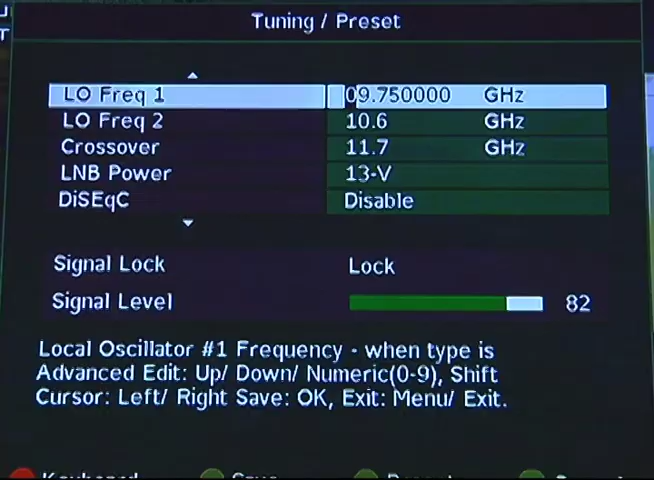 Tuning / Preset
LO Freq 1 09.750000 GHz
LO Freq 2 10.6 GHz
Crossover 11.7 GHz
LNB Power 13-V
DiSEqC Disable
Signal Lock Lock
Signal Level 82
Local Oscillator #1 Frequency - when type is
Advanced Edit: Up/ Down/ Numeric(0-9), Shift
Cursor: Left/ Right Save: OK, Exit: Menu/ Exit.